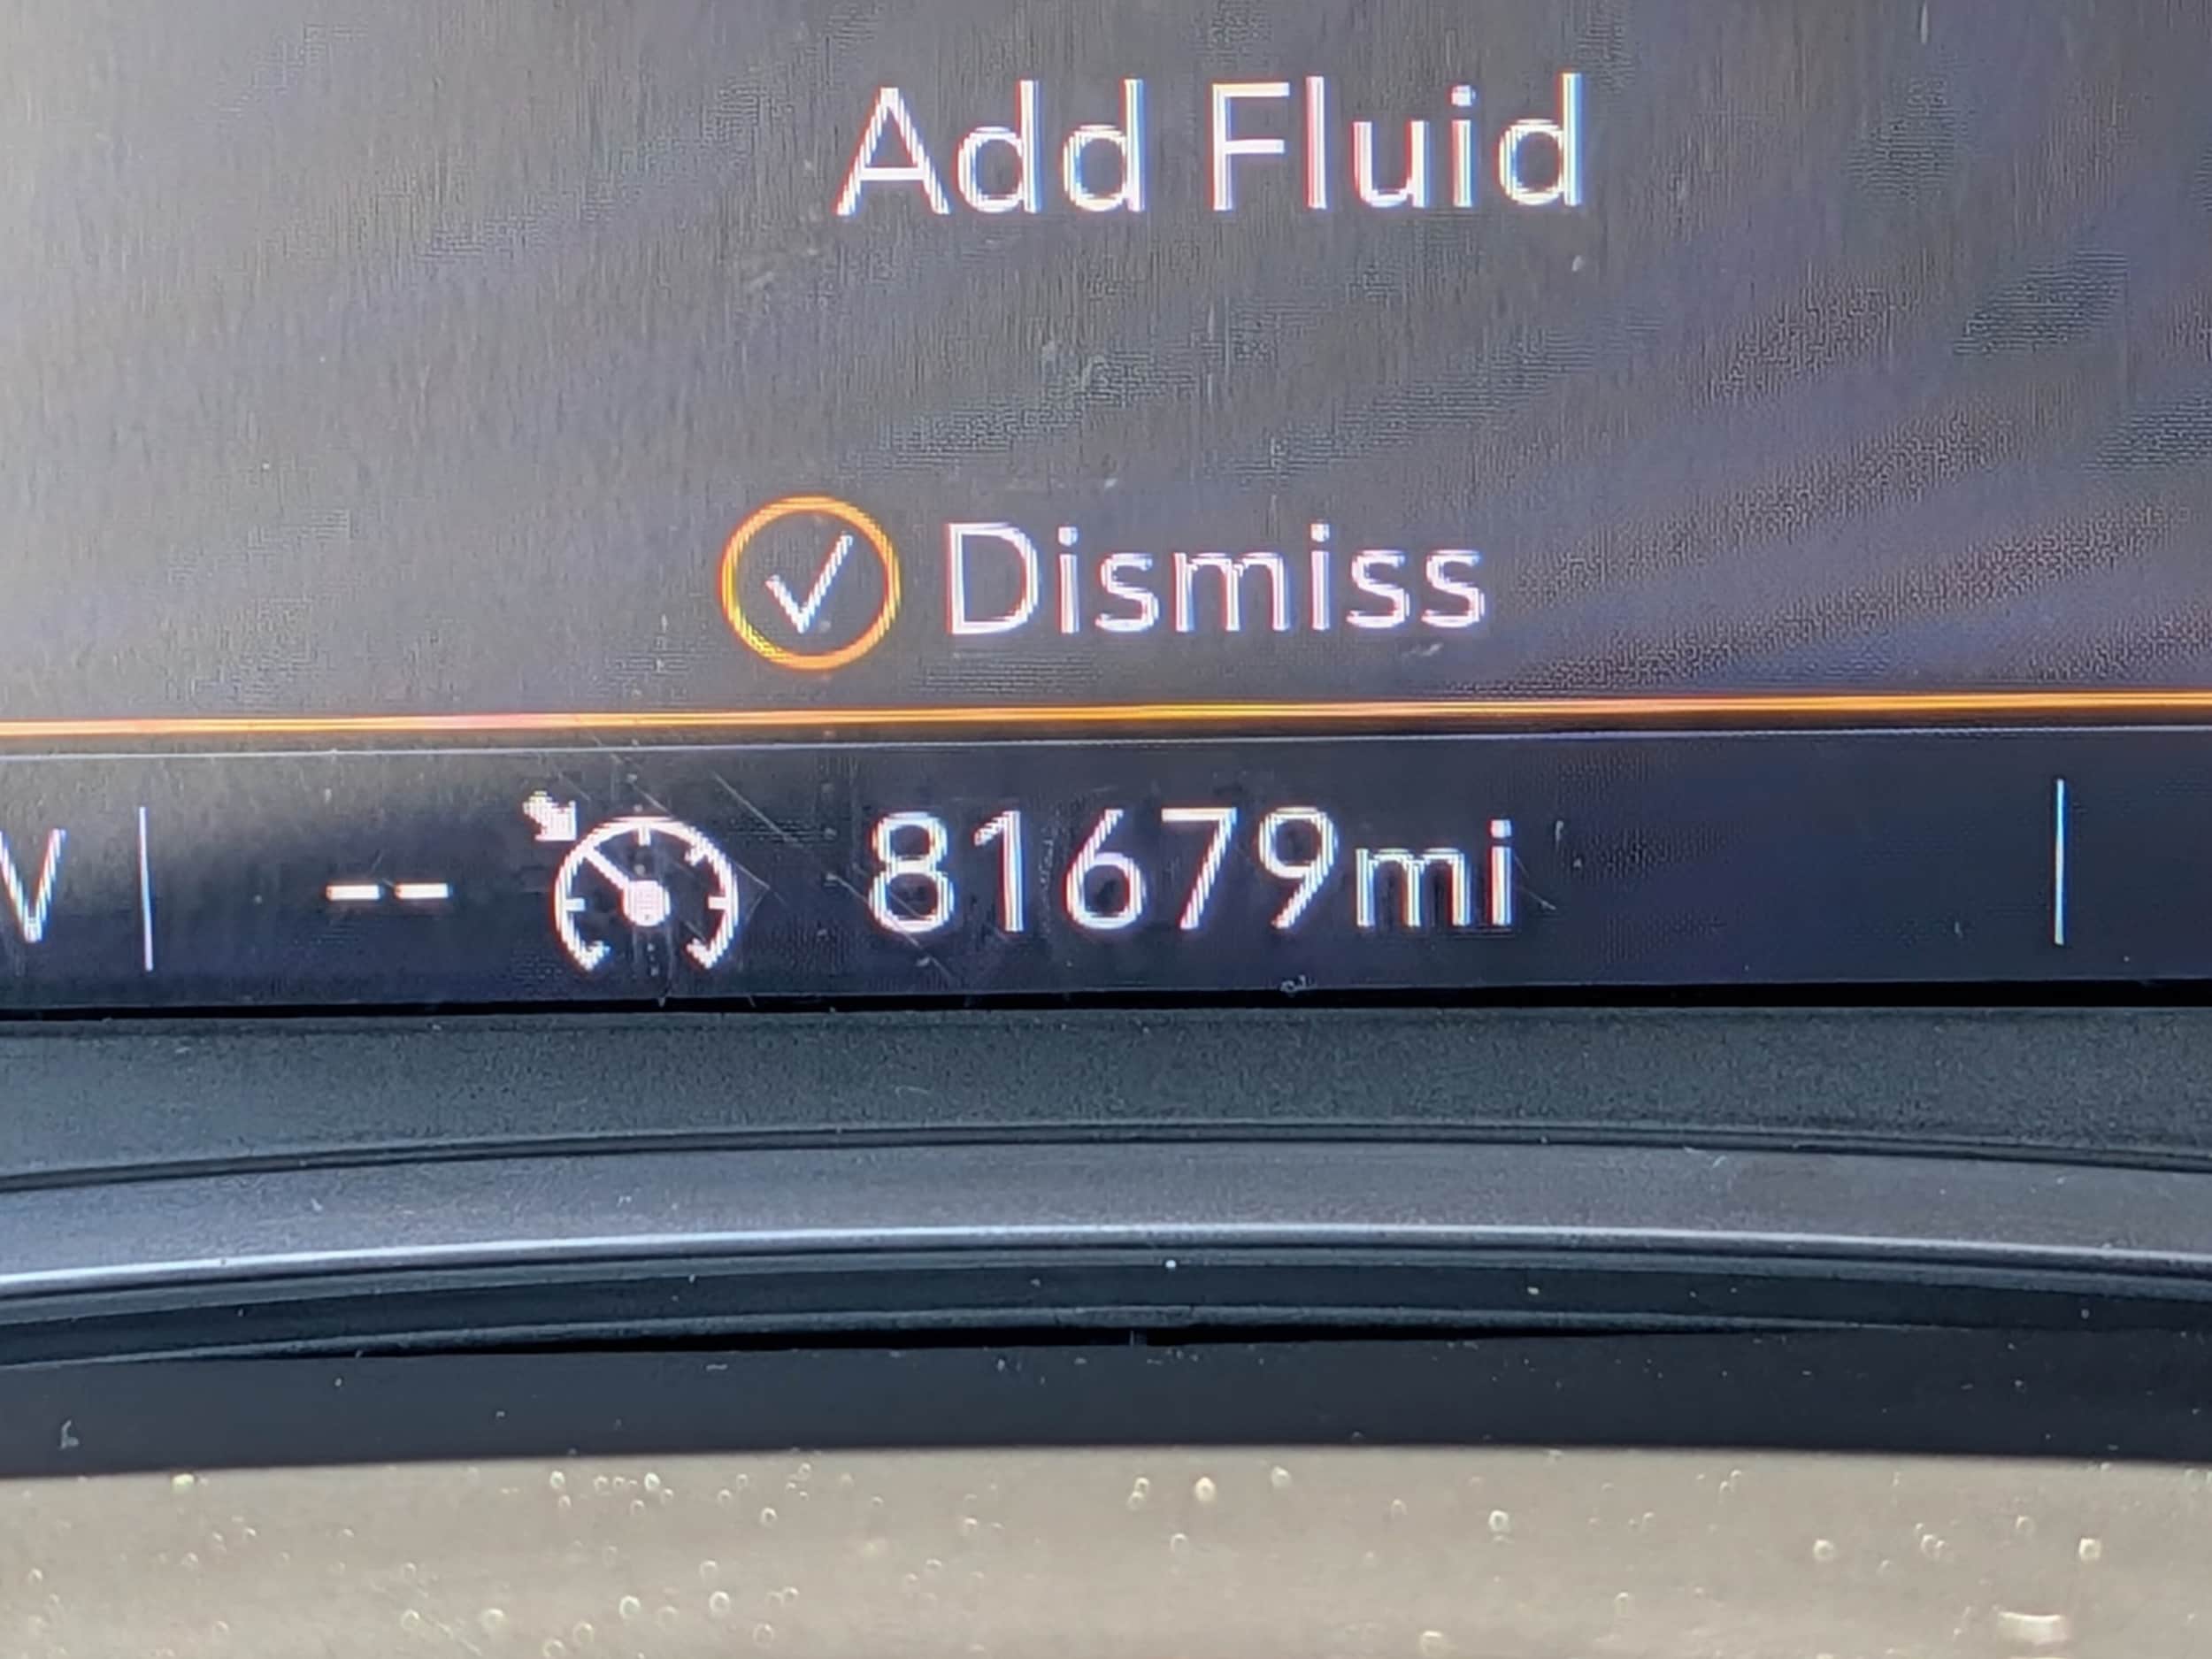 Add Fluid
Dismiss
V -- 81679mi